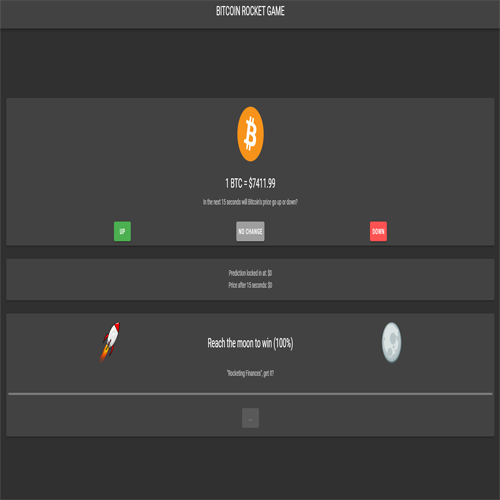 BITCOIN ROCKET GAME
1 BTC = $7411.99
In the next 15 seconds will Bitcoin's price go up or down?
UP
NO CHANGE
DOWN
Prediction locked in at: $0
Price after 15 seconds: $0
Reach the moon to win (100%)
"Rocketing Finances", get it?
...